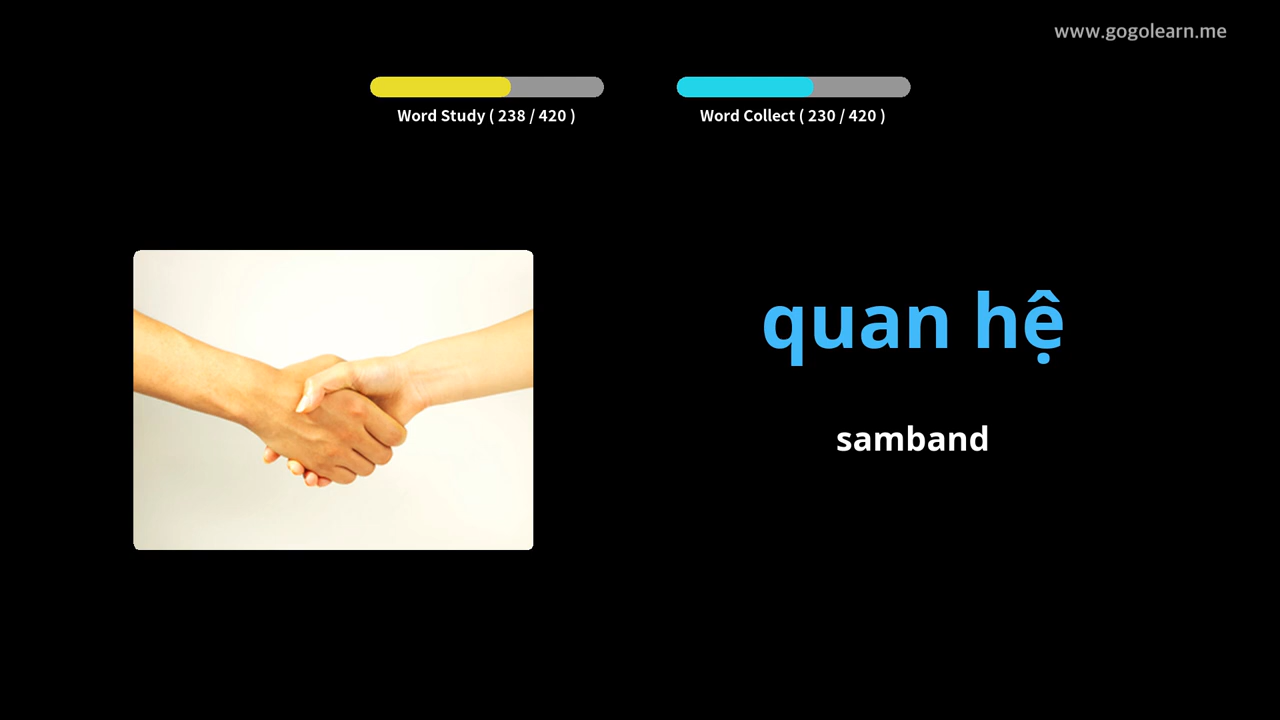 www.gogolearn.me
Word Study ( 238 / 420 )
Word Collect ( 230 / 420 )
quan hệ
samband